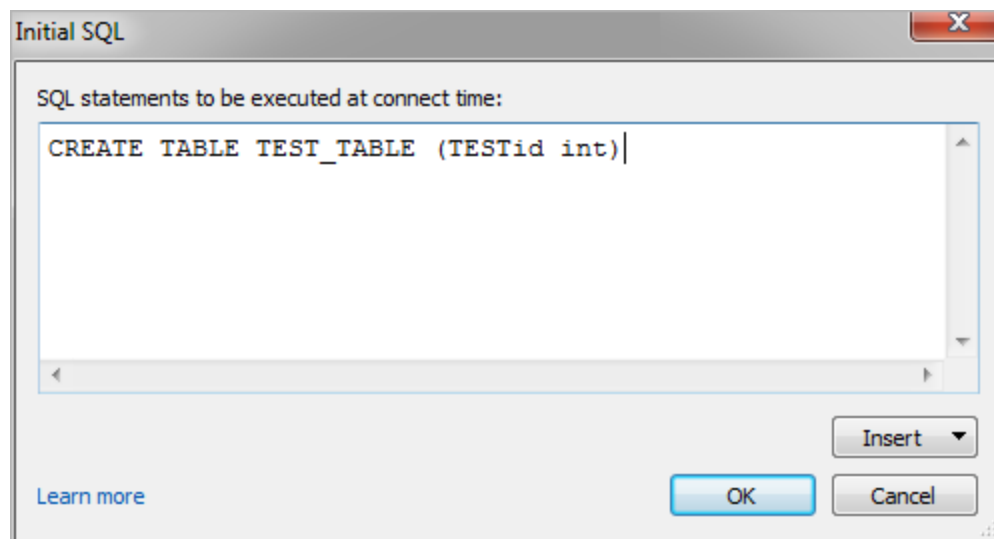 Initial SQL
SQL statements to be executed at connect time:
CREATE TABLE TEST_TABLE (TESTid int)
Insert
Learn more
OK
Cancel